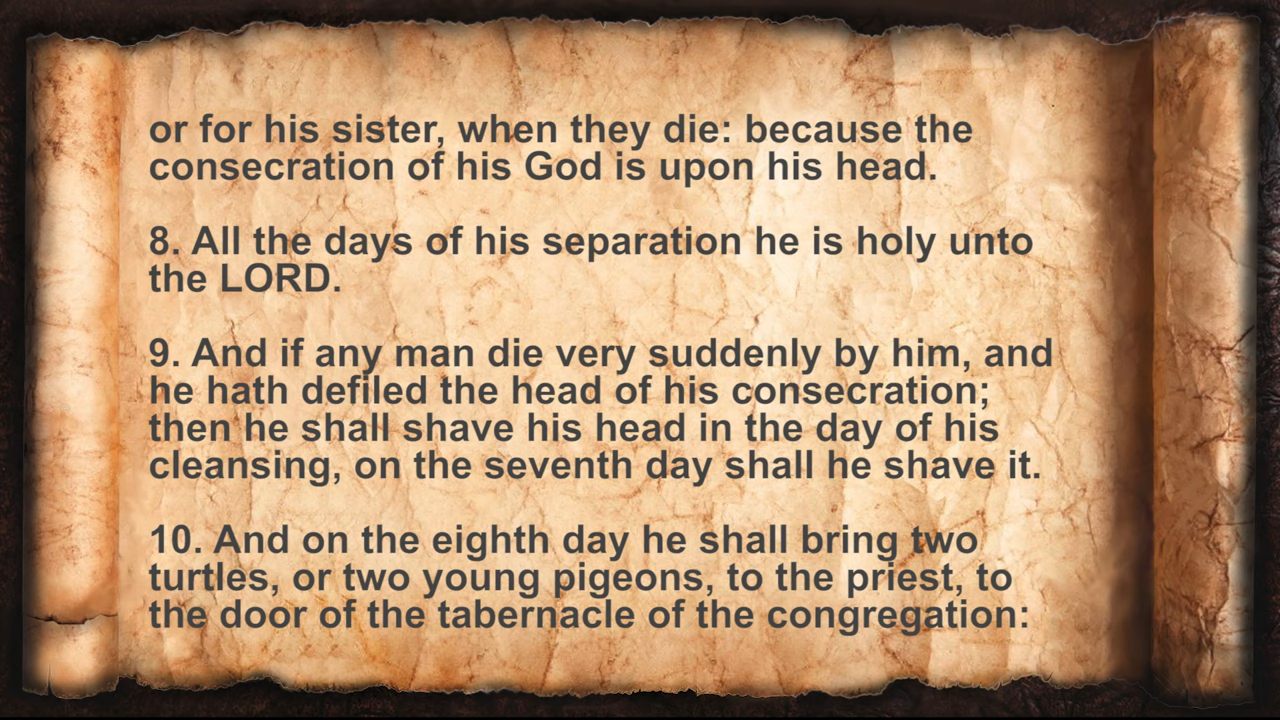 or for his sister, when they die: because the
consecration of his God is upon his head.
8. All the days of his separation he is holy unto
the LORD.
9. And if any man die very suddenly by him, and
he hath defiled the head of his consecration;
then he shall shave his head in the day of his
cleansing, on the seventh day shall he shave it.
10. And on the eighth day he shall bring two
turtles, or two young pigeons, to the priest, to
the door of the tabernacle of the congregation: